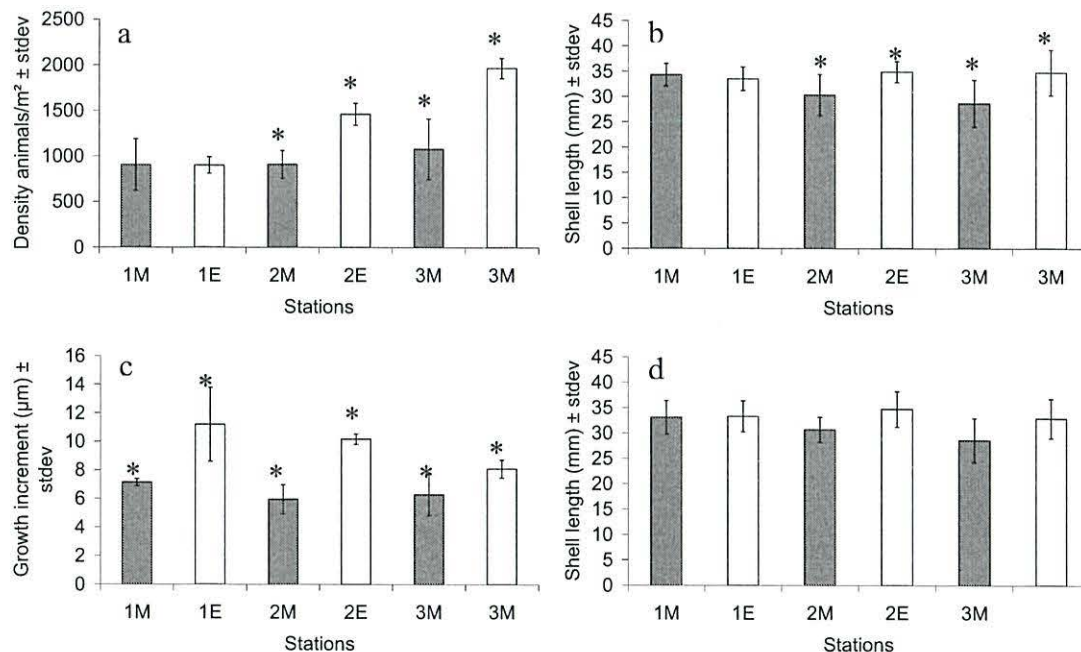 a
Density animals/m² ± stdev
2500
2000
1500
1000
500
0
*
*
*
*
1M 1E 2M 2E 3M 3M
Stations
b
Shell length (mm) ± stdev
45
40
35
30
25
20
15
10
5
0
*
*
*
*
1M 1E 2M 2E 3M 3M
Stations
c
Growth increment (µm) ±
stdev
16
14
12
10
8
6
4
2
0
*
*
*
*
*
*
1M 1E 2M 2E 3M 3M
Stations
d
Shell length (mm) ± stdev
45
40
35
30
25
20
15
10
5
0
1M 1E 2M 2E 3M
Stations